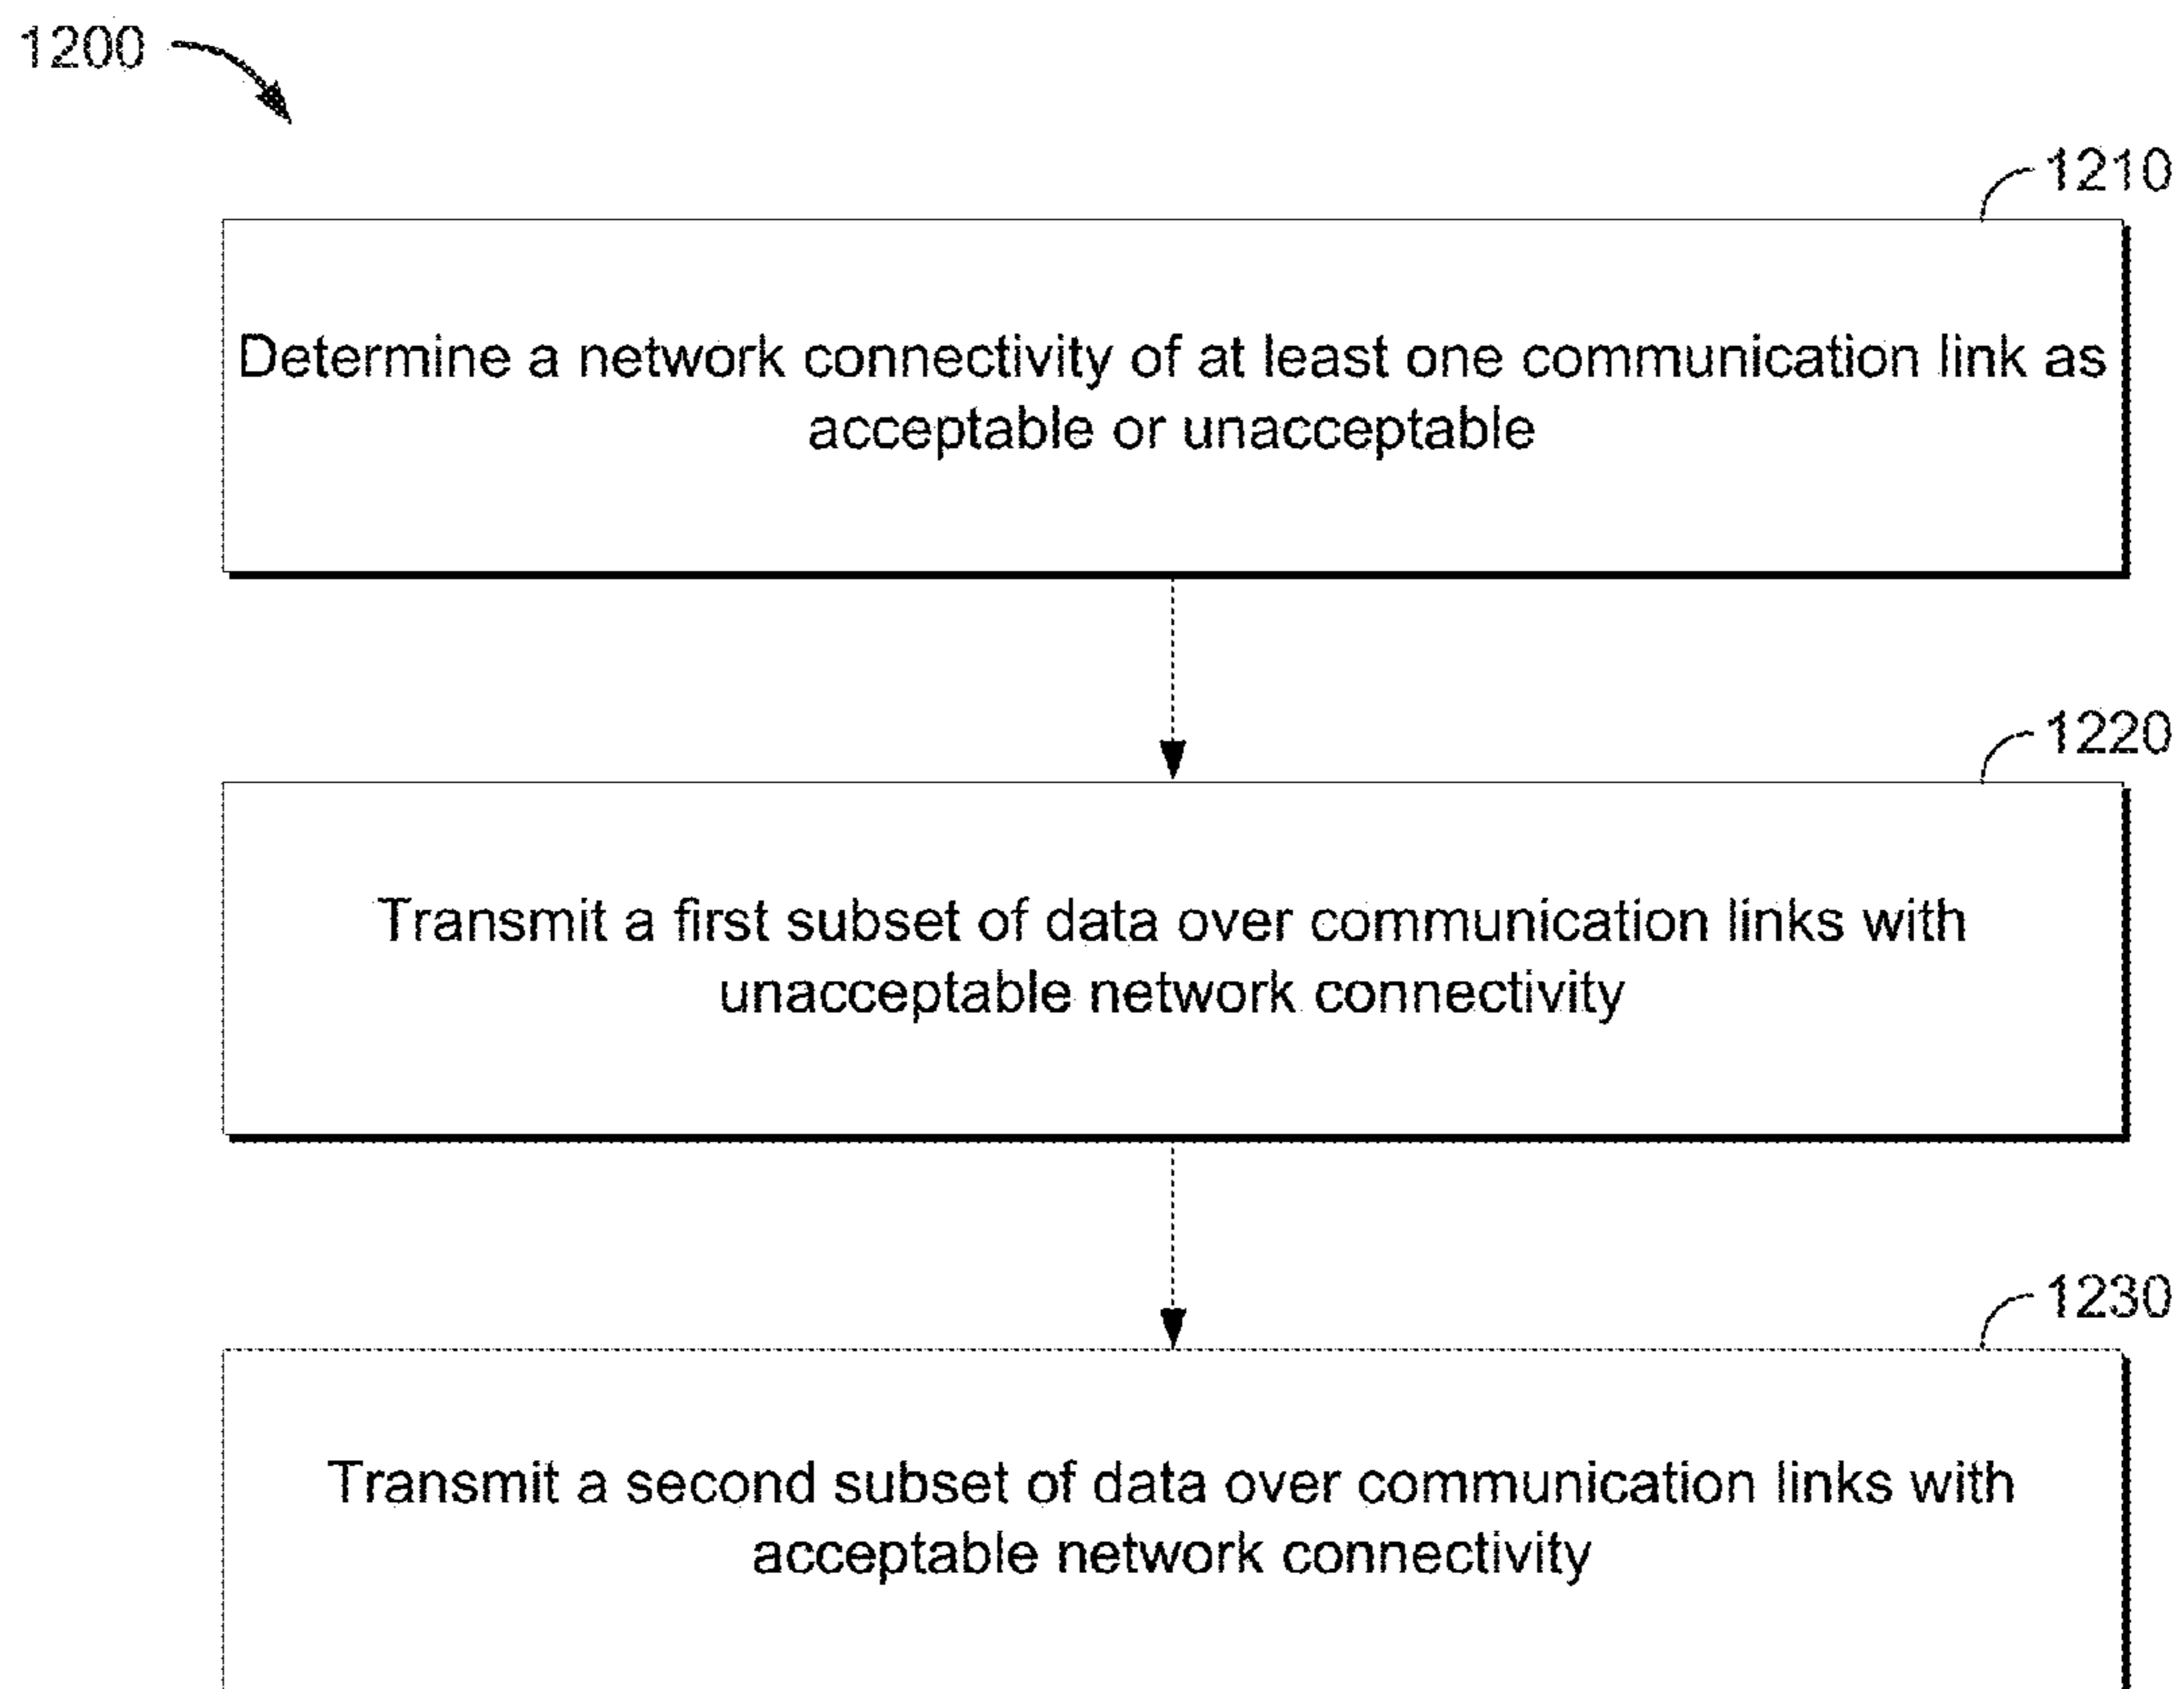 1200
1210
Determine a network connectivity of at least one communication link as
acceptable or unacceptable
1220
Transmit a first subset of data over communication links with
unacceptable network connectivity
1230
Transmit a second subset of data over communication links with
acceptable network connectivity